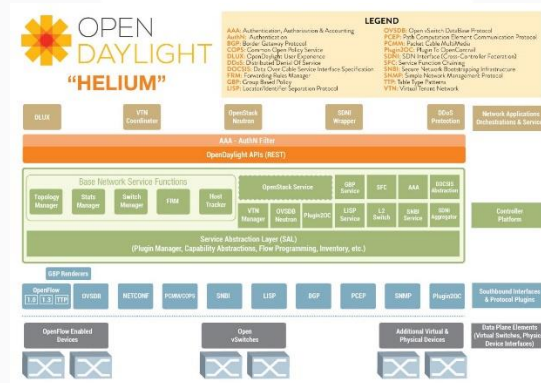 OPEN
DAYLIGHT
"HELIUM"
LEGEND
AAA: Authentication, Authorization & Accounting
AuthN: Authentication
BGP: Border Gateway Protocol
COPS: Common Open Policy Service
DLUX: OpenDaylight User Experience
DDoS: Distributed Denial Of Service
DOCSIS: Data Over Cable Service Interface Specification
FRM: Forwarding Rules Manager
GBP: Group Based Policy
LISP: Locator/Identifier Separation Protocol
OVSDB: Open vSwitch DataBase Protocol
PCEP: Path Computation Element Communication Protocol
PCMM: Packet Cable MultiMedia
Plugin2OC: Plugin To OpenContrail
SDNI: SDN Interface (Cross-Controller Federation)
SFC: Service Function Chaining
SNBI: Secure Network Bootstrapping Infrastructure
SNMP: Simple Network Management Protocol
TTP: Table Type Patterns
VTN: Virtual Tenant Network
DLUX
VTN
Coordinator
OpenStack
Neutron
SDNI
Wrapper
DDoS
Protection
Network Applications
Orchestrations & Services
AAA - AuthN Filter
OpenDaylight APIs (REST)
Base Network Service Functions
Topology
Manager
Stats
Manager
Switch
Manager
FRM
Host
Tracker
OpenStack Service
GBP
Service
SFC
AAA
DOCSIS
Abstraction
VTN
Manager
OVSDB
Neutron
Plugin2OC
LISP
Service
L2
Switch
SNBI
Service
SDNI
Aggregator
Controller
Platform
Service Abstraction Layer (SAL)
(Plugin Manager, Capability Abstractions, Flow Programming, Inventory, etc.)
GBP Renderers
OpenFlow
1.0 1.3 TTP
OVSDB
NETCONF
PCMM/COPS
SNBI
LISP
BGP
PCEP
SNMP
Plugin2OC
Southbound Interfaces
& Protocol Plugins
OpenFlow Enabled
Devices
Open
vSwitches
Additional Virtual &
Physical Devices
Data Plane Elements
(Virtual Switches, Physical
Device Interfaces)